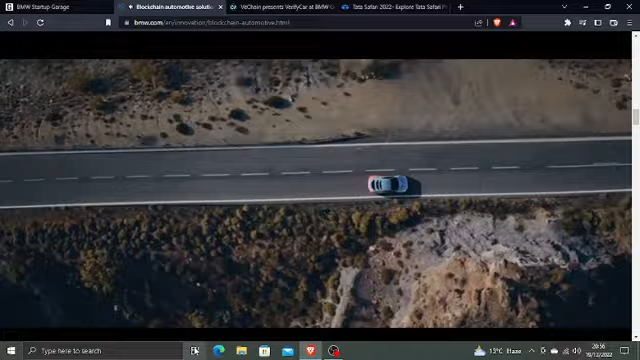 BMW Startup Garage
Blockchain automotive soluti
VeChain presents VerifyCar at BMW
Tata Safari 2022- Explore Tata Safari P
bmw.com/en/innovation/blockchain-automotive.html
Type here to search
13°C Haze
20:56
19/12/2022